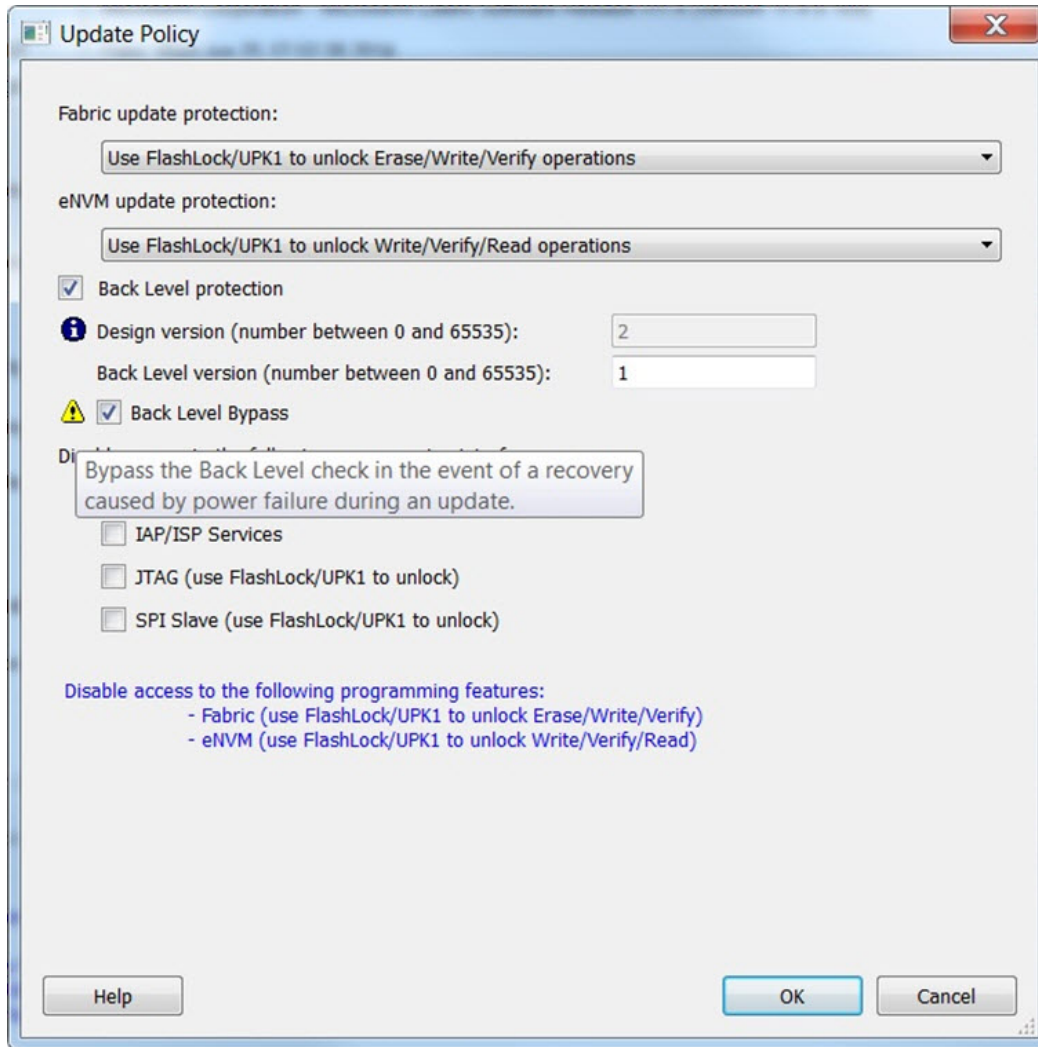 Update Policy
Fabric update protection:
Use FlashLock/UPK1 to unlock Erase/Write/Verify operations
eNVM update protection:
Use FlashLock/UPK1 to unlock Write/Verify/Read operations
Back Level protection
Design version (number between 0 and 65535): 2
Back Level version (number between 0 and 65535): 1
Back Level Bypass
Bypass the Back Level check in the event of a recovery
caused by power failure during an update.
IAP/ISP Services
JTAG (use FlashLock/UPK1 to unlock)
SPI Slave (use FlashLock/UPK1 to unlock)
Disable access to the following programming features:
- Fabric (use FlashLock/UPK1 to unlock Erase/Write/Verify)
- eNVM (use FlashLock/UPK1 to unlock Write/Verify/Read)
Help OK Cancel